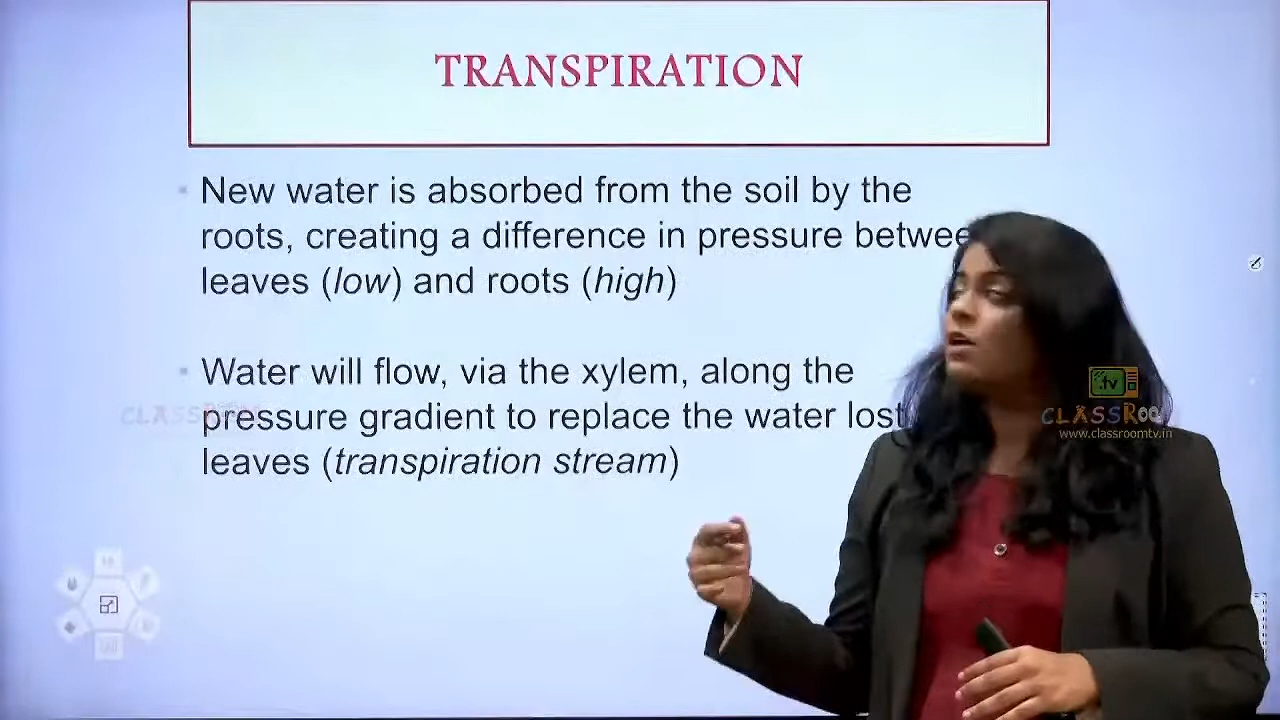 TRANSPIRATION
New water is absorbed from the soil by the
roots, creating a difference in pressure
leaves (low) and roots (high)
Water will flow, via the xylem, along the
pressure gradient to replace the water lost
leaves (transpiration stream)
.tv
CLASSROOM
www.classroomtv.in